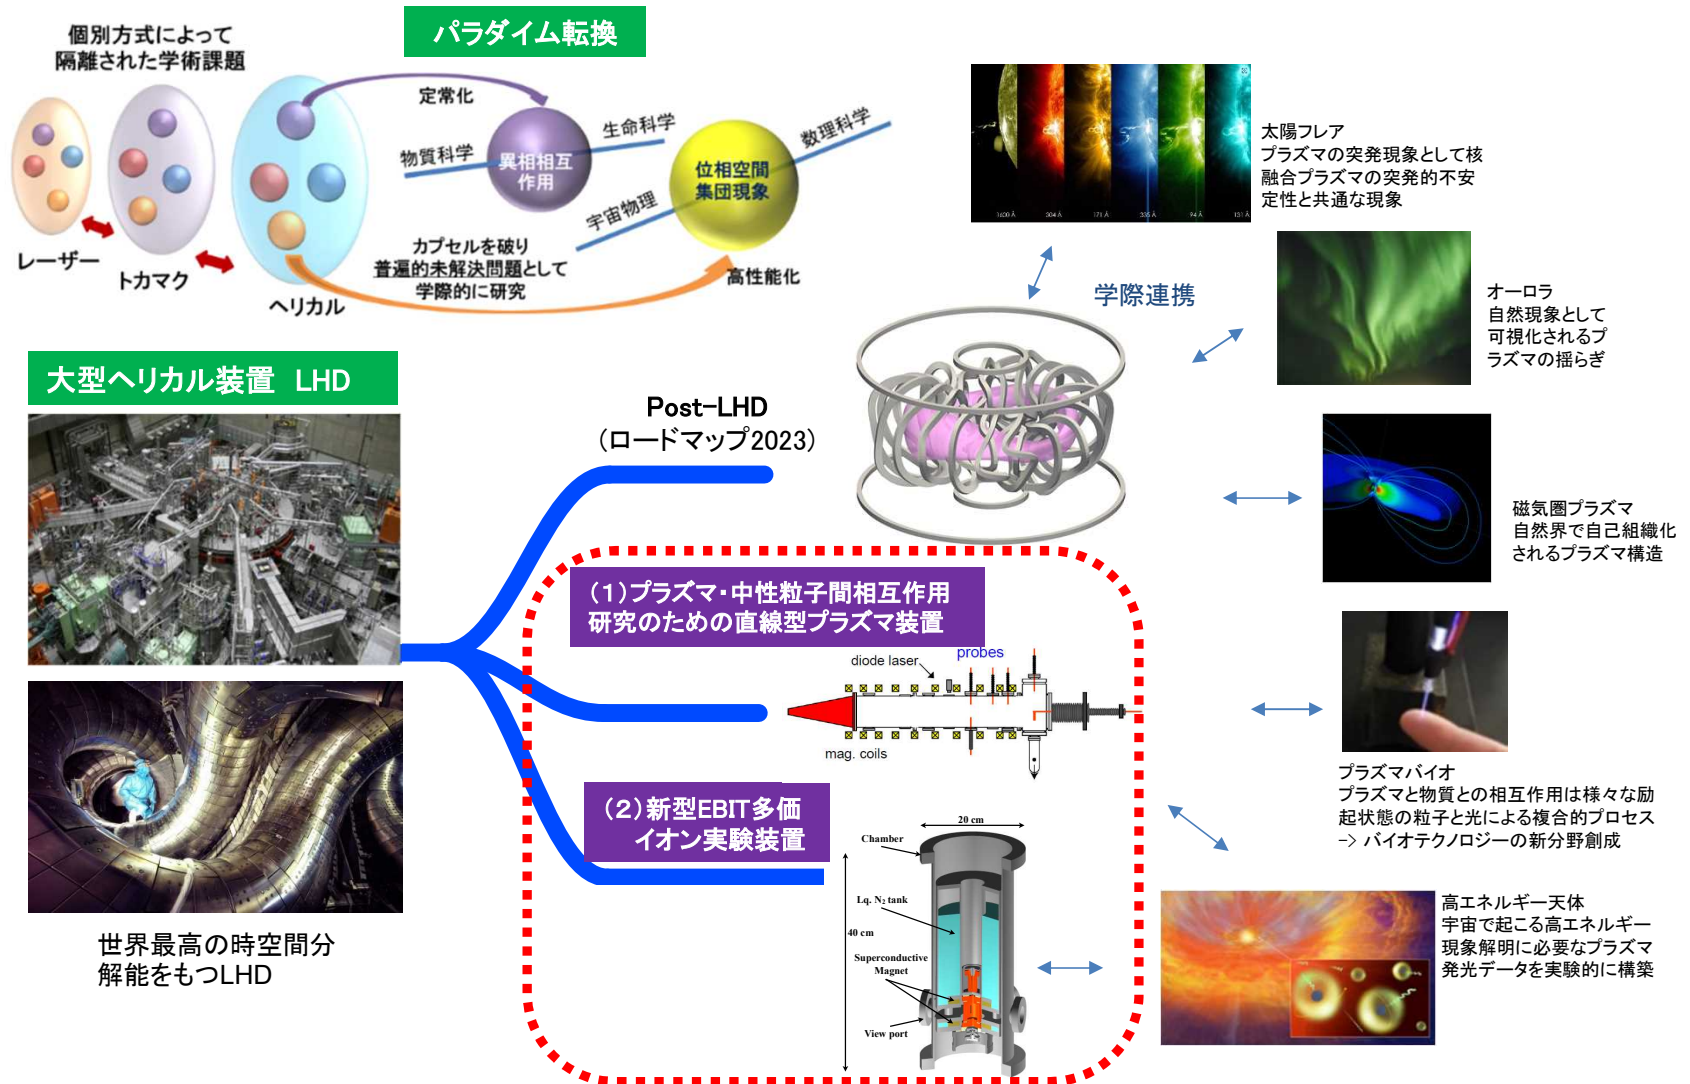 パラダイム転換
個別方式によって
隔離された学術課題
レーザー
トカマク
ヘリカル
定常化
物質科学
生命科学
異相相互
作用
宇宙物理
数理科学
位相空間
集団現象
カプセルを破り
普遍的未解決問題として
学際的に研究
高性能化
大型ヘリカル装置 LHD
世界最高の時空間分
解能をもつLHD
Post-LHD
(ロードマップ2023)
学際連携
(1)プラズマ・中性粒子間相互作用
研究のための直線型プラズマ装置
diode laser
probes
mag. coils
(2)新型EBIT多価
イオン実験装置
20 cm
Chamber
Lq. N₂ tank
40 cm
Superconductive
Magnet
View port
1600 Å
304 Å
171 Å
335 Å
94 Å
131 Å
太陽フレア
プラズマの突発現象として核
融合プラズマの突発的不安
定性と共通な現象
オーロラ
自然現象として
可視化されるプ
ラズマの揺らぎ
磁気圏プラズマ
自然界で自己組織化
されるプラズマ構造
プラズマバイオ
プラズマと物質との相互作用は様々な励
起状態の粒子と光による複合的プロセス
-> バイオテクノロジーの新分野創成
高エネルギー天体
宇宙で起こる高エネルギー
現象解明に必要なプラズマ
発光データを実験的に構築